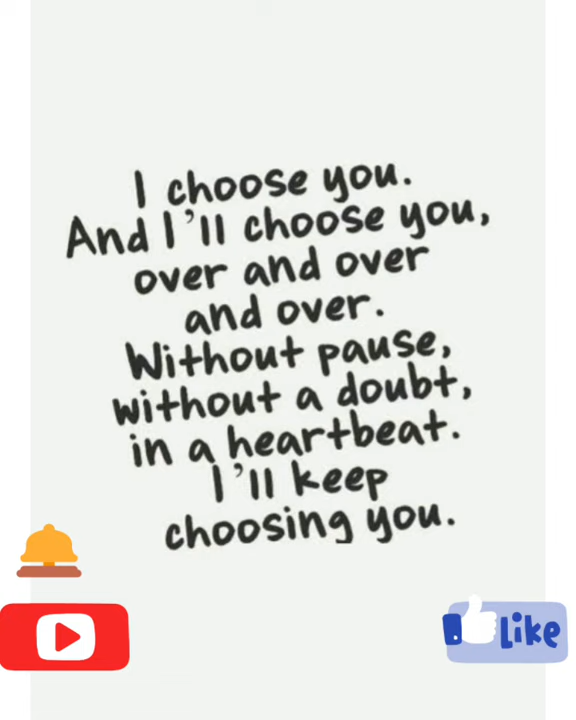 I choose you.
And I'll choose you,
over and over
and over.
Without pause,
without a doubt,
in a heartbeat.
I'll keep
choosing you.
Like